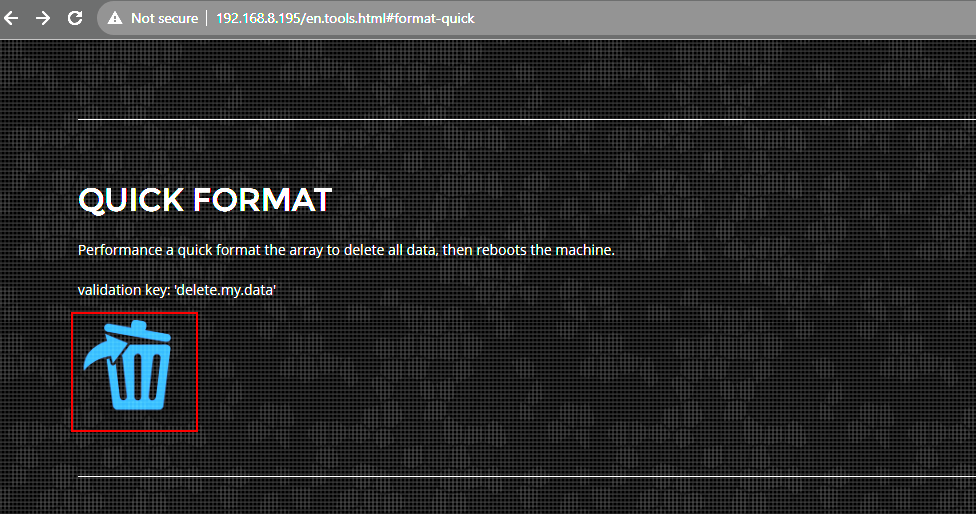 Not secure | 192.168.8.195/en.tools.html#format-quick
QUICK FORMAT
Performance a quick format the array to delete all data, then reboots the machine.
validation key: 'delete.my.data'